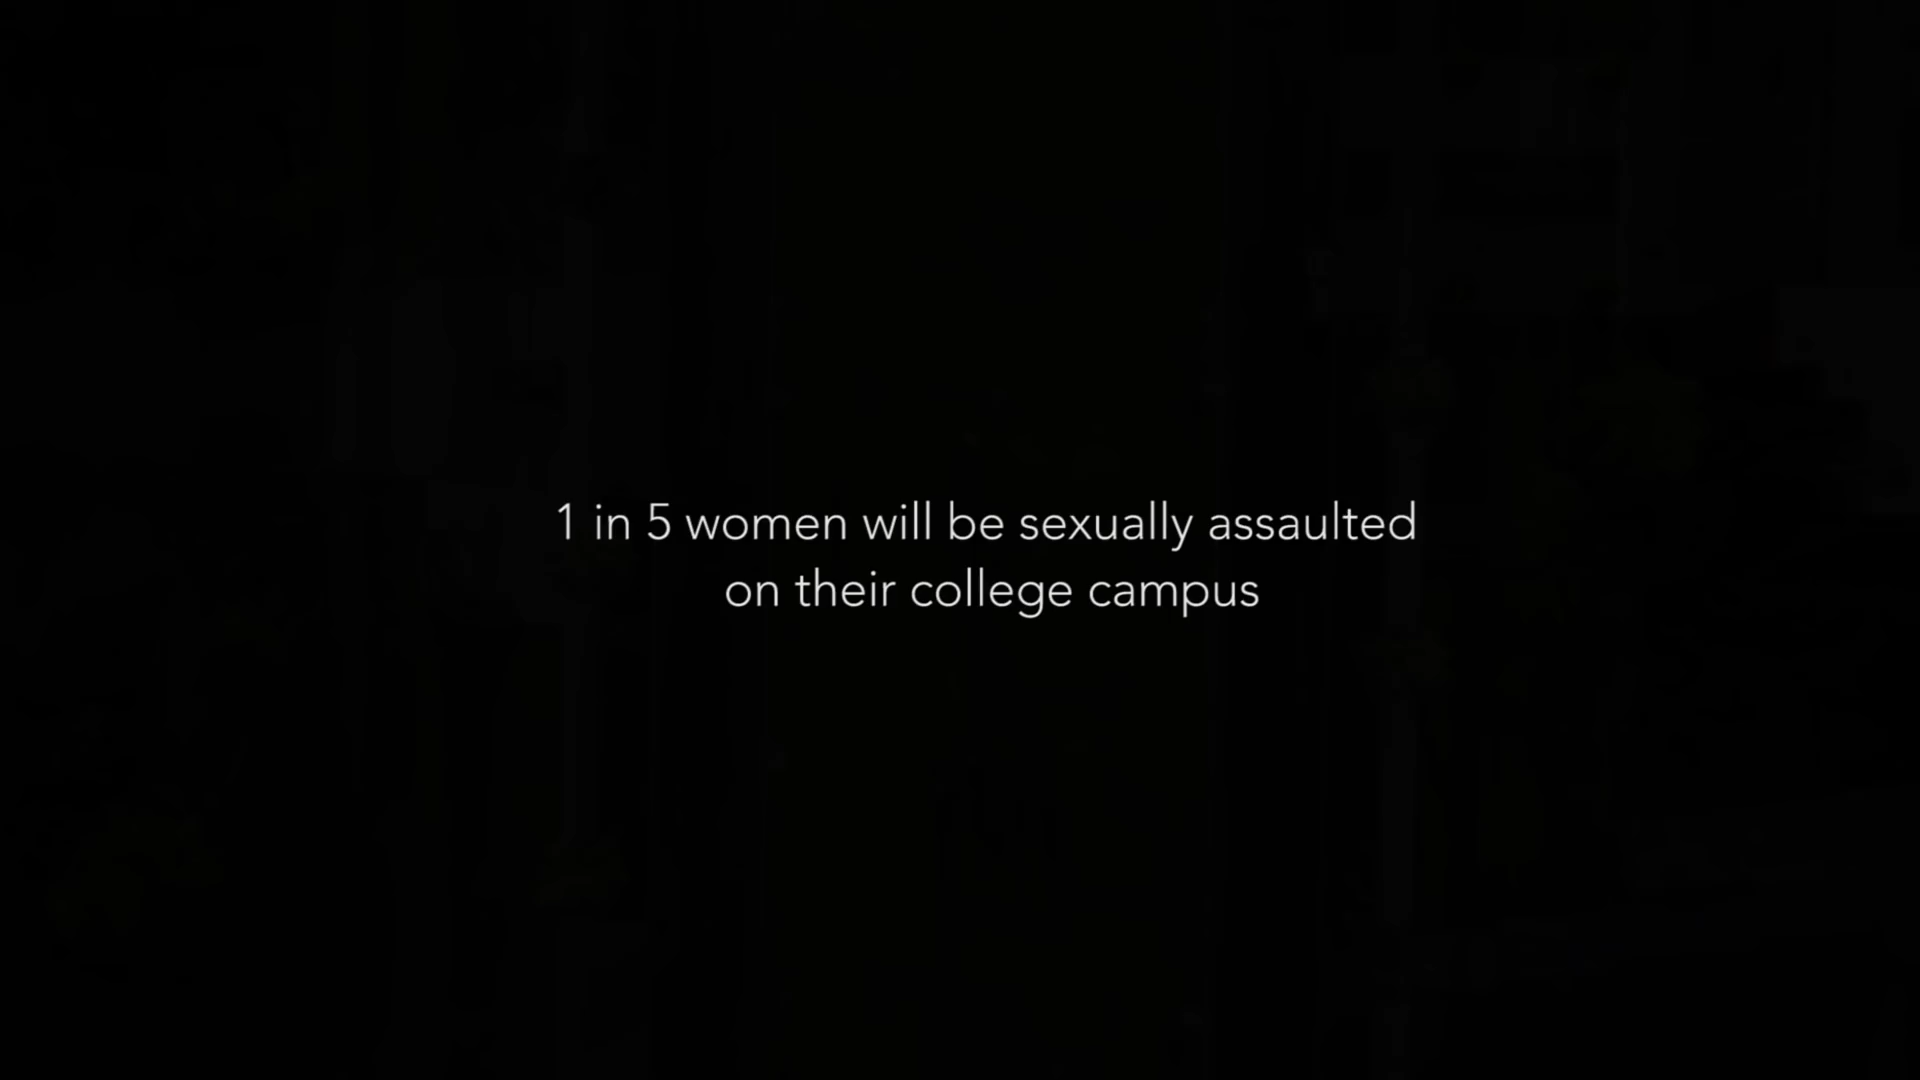 1 in 5 women will be sexually assaulted
on their college campus